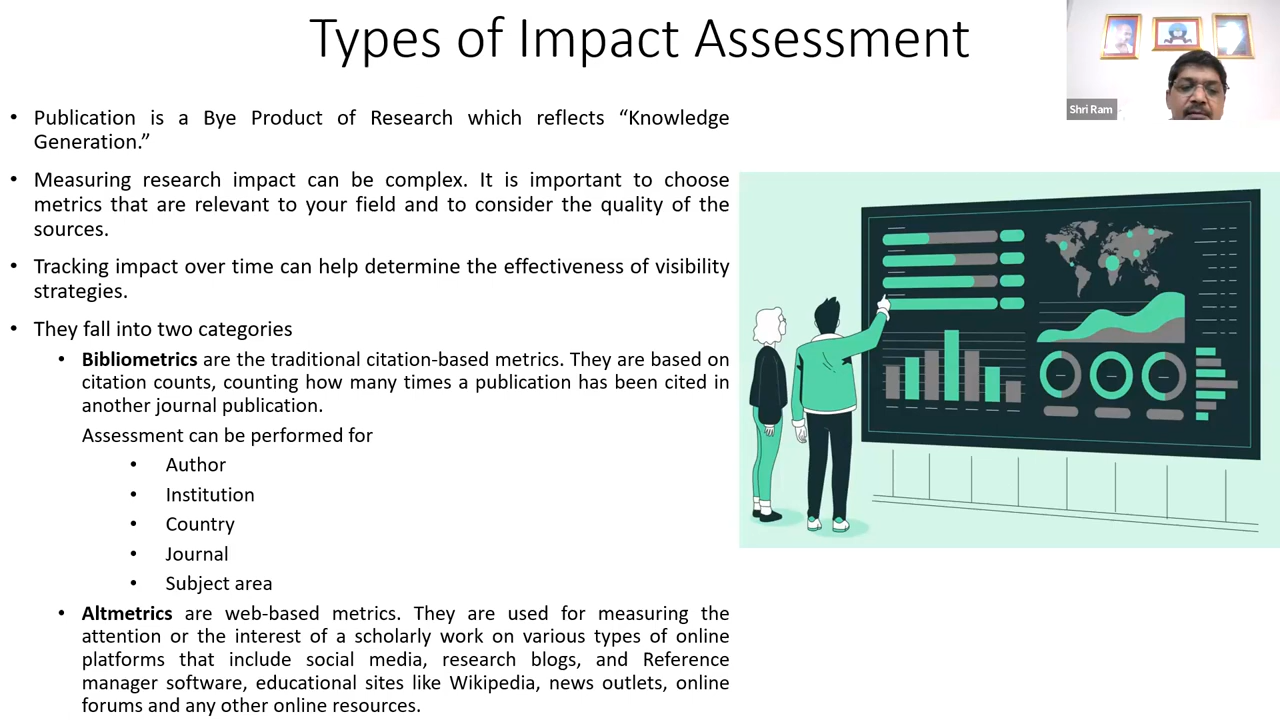 Types of Impact Assessment
Shri Ram
• Publication is a Bye Product of Research which reflects “Knowledge
Generation.”
• Measuring research impact can be complex. It is important to choose
metrics that are relevant to your field and to consider the quality of the
sources.
• Tracking impact over time can help determine the effectiveness of visibility
strategies.
• They fall into two categories
• Bibliometrics are the traditional citation-based metrics. They are based on
citation counts, counting how many times a publication has been cited in
another journal publication.
Assessment can be performed for
• Author
• Institution
• Country
• Journal
• Subject area
• Altmetrics are web-based metrics. They are used for measuring the
attention or the interest of a scholarly work on various types of online
platforms that include social media, research blogs, and Reference
manager software, educational sites like Wikipedia, news outlets, online
forums and any other online resources.